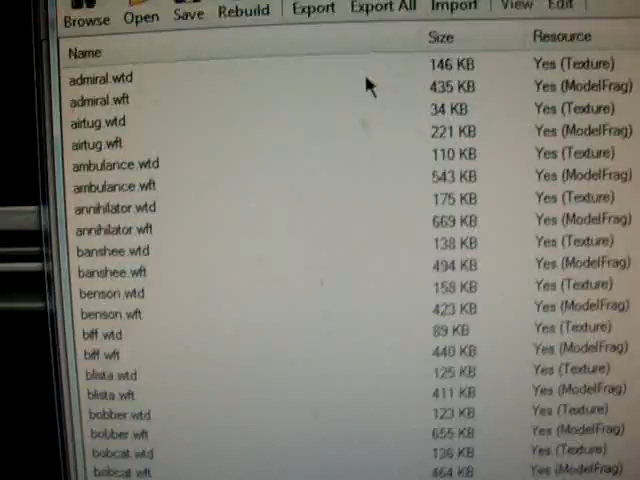 Browse Open Save Rebuild Export Export All Import View Edit
Name Size Resource
admiral.wtd 146 KB Yes (Texture)
admiral.wft 435 KB Yes (ModelFrag)
airtug.wtd 34 KB Yes (Texture)
airtug.wft 221 KB Yes (ModelFrag)
ambulance.wtd 110 KB Yes (Texture)
ambulance.wft 543 KB Yes (ModelFrag)
annihilator.wtd 175 KB Yes (Texture)
annihilator.wft 669 KB Yes (ModelFrag)
banshee.wtd 138 KB Yes (Texture)
banshee.wft 494 KB Yes (ModelFrag)
benson.wtd 158 KB Yes (Texture)
benson.wft 423 KB Yes (ModelFrag)
biff.wtd 89 KB Yes (Texture)
biff.wft 440 KB Yes (ModelFrag)
blista.wtd 125 KB Yes (Texture)
blista.wft 411 KB Yes (ModelFrag)
bobber.wtd 123 KB Yes (Texture)
bobber.wft 655 KB Yes (ModelFrag)
bobcat.wtd 136 KB Yes (Texture)
bobcat.wft 464 KB Yes (ModelFrag)